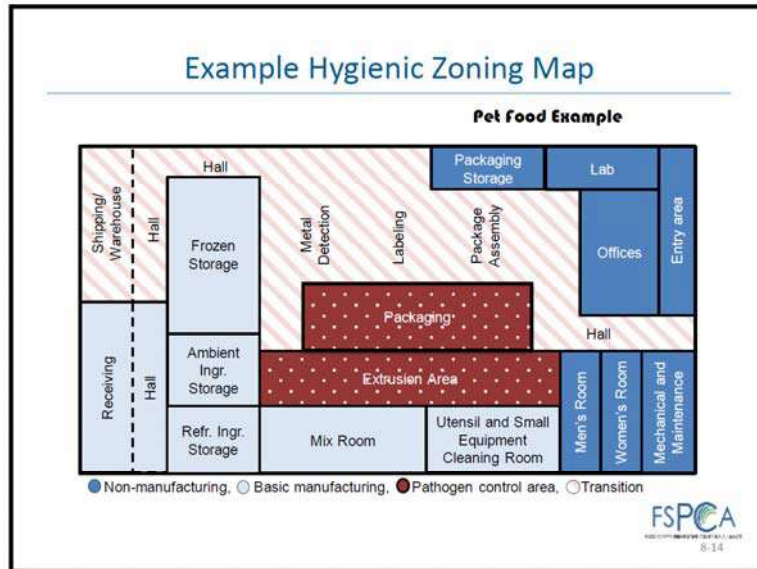 Example Hygienic Zoning Map
Pet Food Example
Shipping/
Warehouse
Hall
Hall
Frozen
Storage
Metal
Detection
Labeling
Package
Assembly
Packaging
Storage
Lab
Offices
Entry area
Packaging
Hall
Receiving
Hall
Ambient
Ingr.
Storage
Extrusion Area
Refr. Ingr.
Storage
Mix Room
Utensil and Small
Equipment
Cleaning Room
Men's Room
Women's Room
Mechanical and
Maintenance
Non-manufacturing, Basic manufacturing, Pathogen control area, Transition
FSPCA
8-14